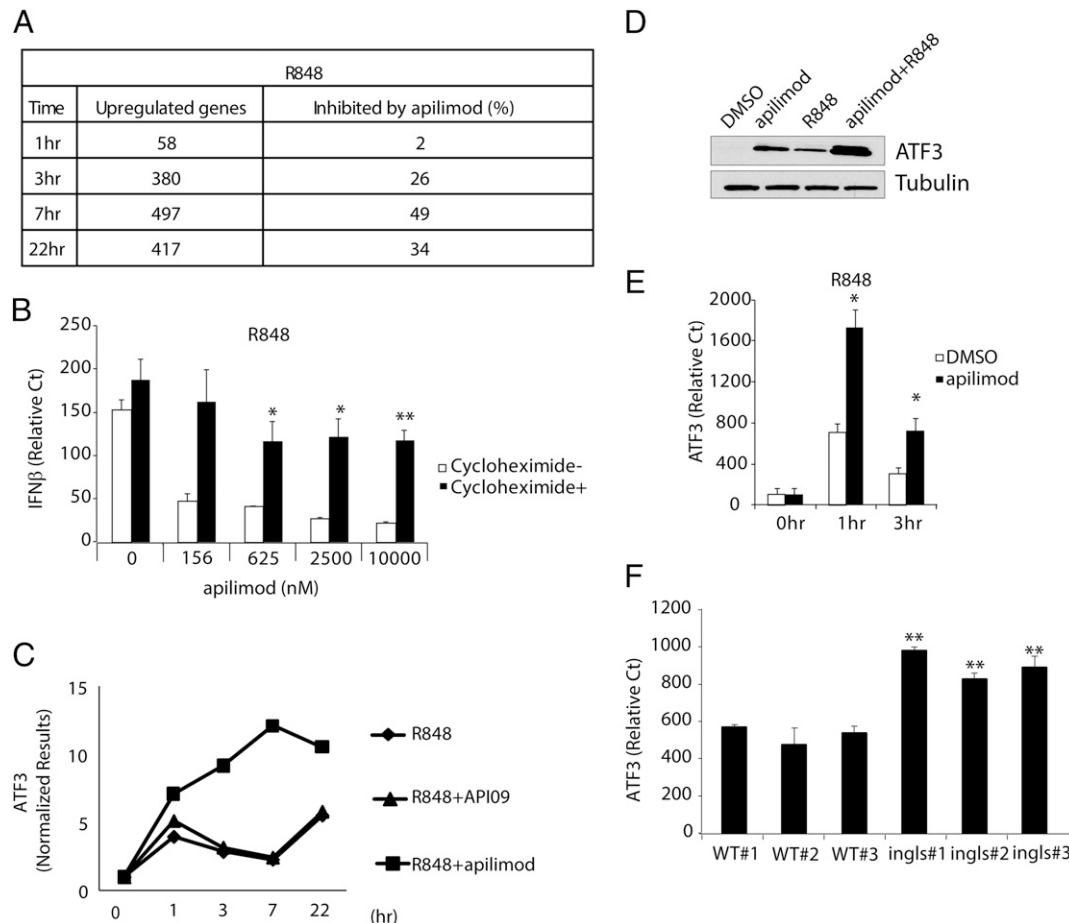 A
R848
Time Upregulated genes Inhibited by apilimod (%)
1hr 58 2
3hr 380 26
7hr 497 49
22hr 417 34
B
R848
IFNβ (Relative Ct)
250
200
150
100
50
0
* * **
Cycloheximide-
Cycloheximide+
0 156 625 2500 10000
apilimod (nM)
C
ATF3
(Normalized Results)
15
10
5
0
0 1 3 7 22 (hr)
R848
R848+API09
R848+apilimod
D
DMSO
apilimod
R848
apilimod+R848
ATF3
Tubulin
E
R848
ATF3 (Relative Ct)
2000
1600
1200
800
400
0
* *
DMSO
apilimod
0hr 1hr 3hr
F
ATF3 (Relative Ct)
1200
1000
800
600
400
200
0
** ** **
WT#1 WT#2 WT#3 ingls#1 ingls#2 ingls#3